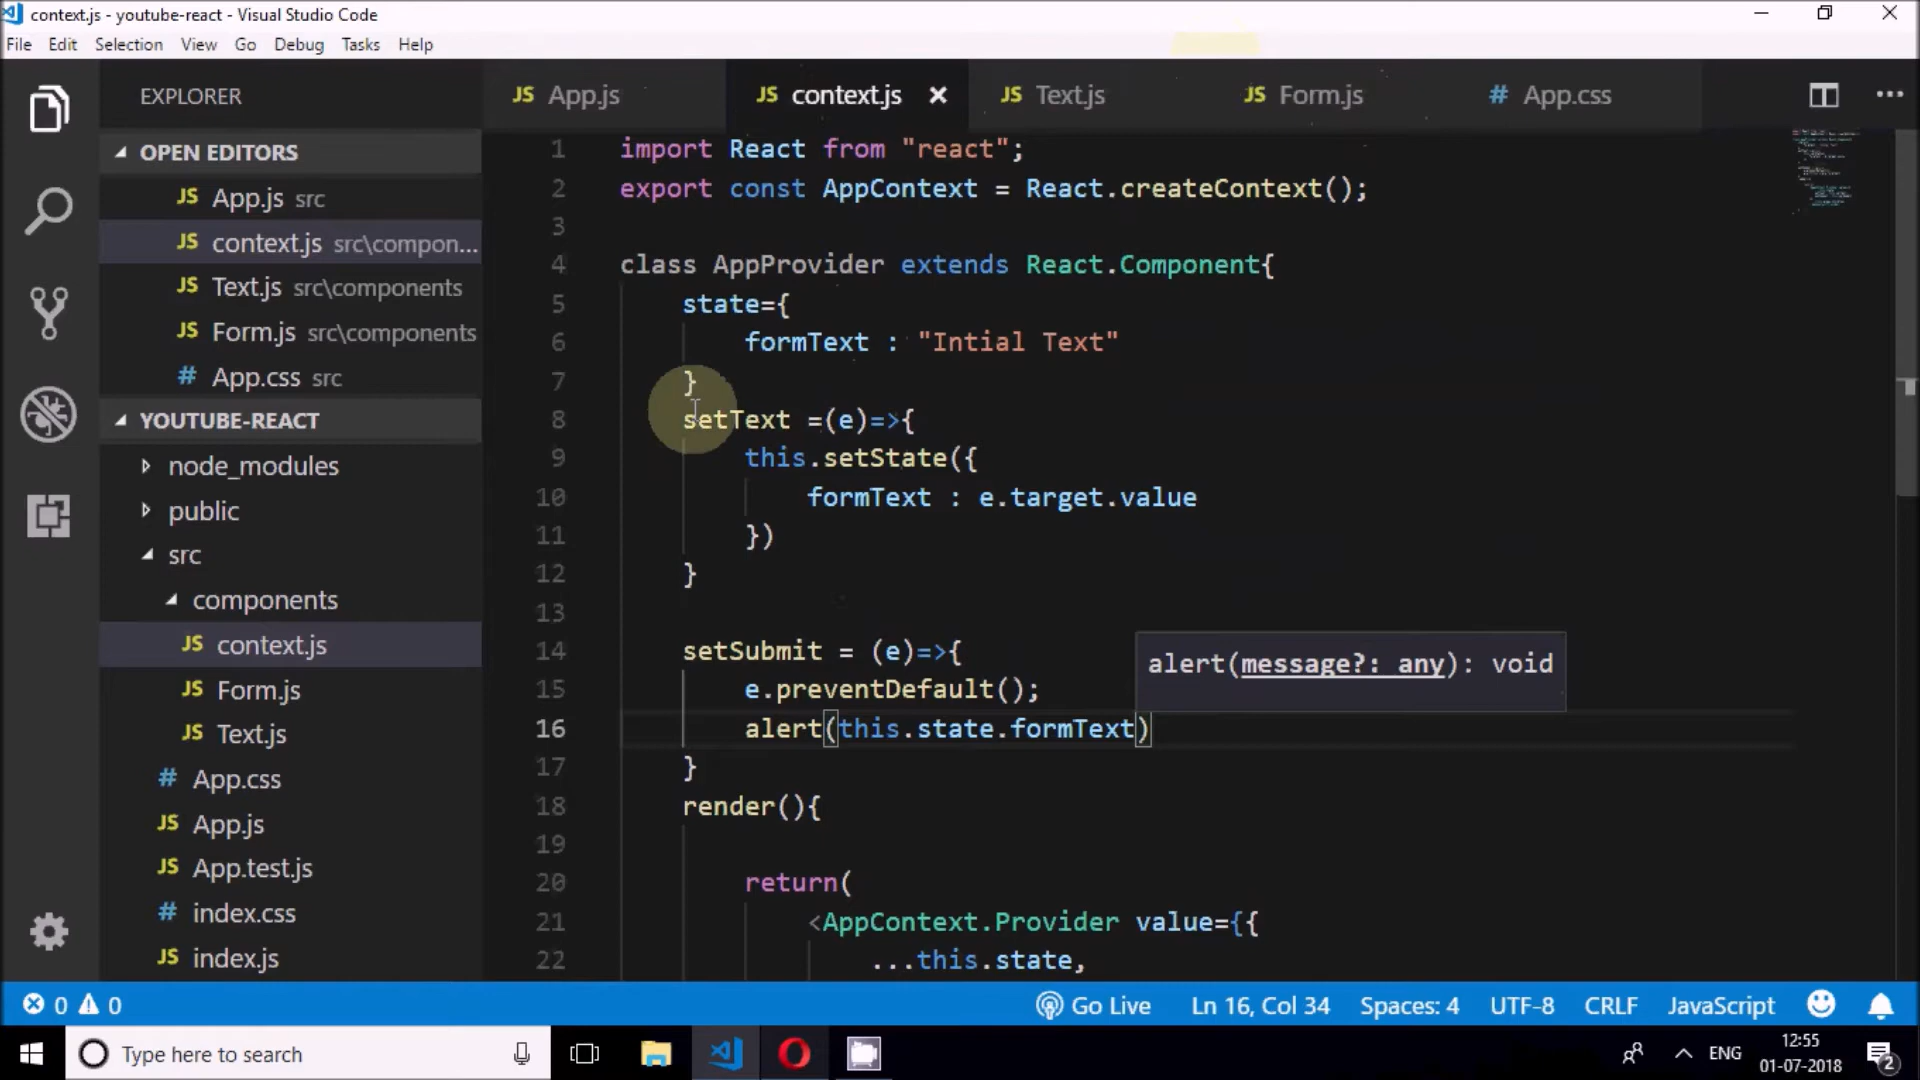 context.js - youtube-react - Visual Studio Code
File Edit Selection View Go Debug Tasks Help
EXPLORER
JS App.js
JS context.js
JS Text.js
JS Form.js
# App.css
OPEN EDITORS
JS App.js src
JS context.js src\compon...
JS Text.js src\components
JS Form.js src\components
# App.css src
YOUTUBE-REACT
node_modules
public
src
components
JS context.js
JS Form.js
JS Text.js
# App.css
JS App.js
JS App.test.js
# index.css
JS index.js
1 import React from "react";
2 export const AppContext = React.createContext();
3
4 class AppProvider extends React.Component{
5 state={
6 formText : "Intial Text"
7 }
8 setText =(e)=>{
9 this.setState({
10 formText : e.target.value
11 })
12 }
13
14 setSubmit = (e)=>{
15 e.preventDefault();
16 alert(this.state.formText)
17 }
18 render(){
19
20 return(
21 <AppContext.Provider value={{
22 ...this.state,
alert(message?: any): void
0 0
Go Live Ln 16, Col 34 Spaces: 4 UTF-8 CRLF JavaScript
Type here to search
ENG
12:55
01-07-2018
2